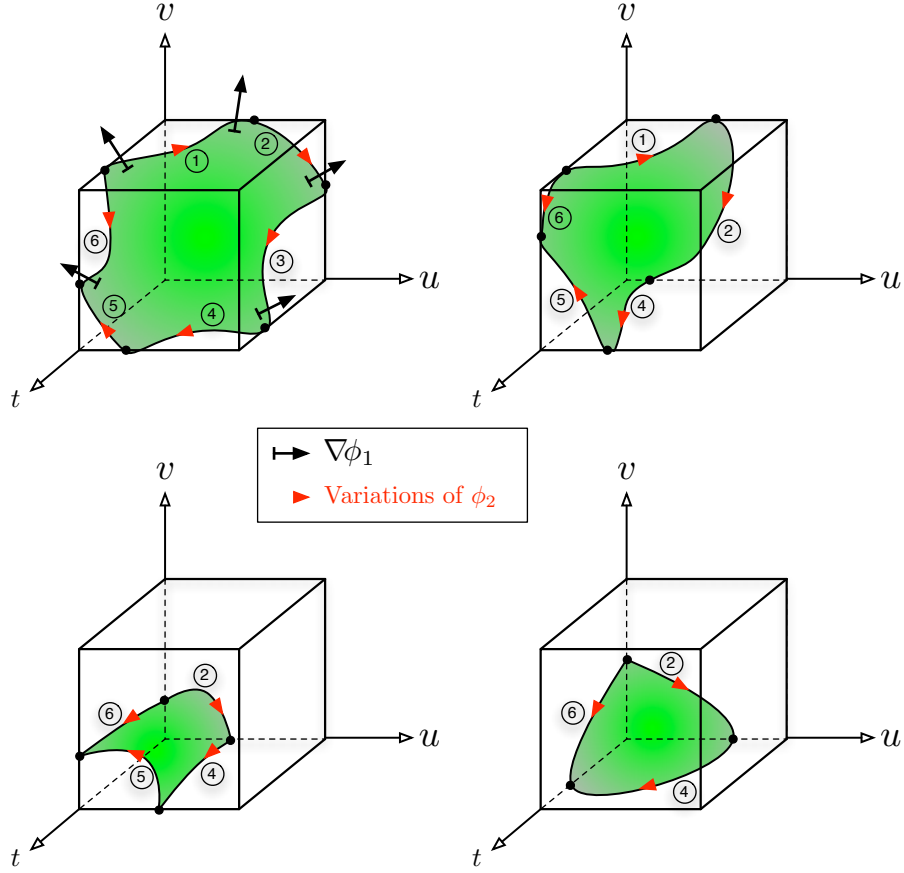 v
v
①
②
①
⑥
③
⑥
②
u
u
⑤
④
⑤
④
t
t
∇ϕ₁
Variations of ϕ₂
v
v
②
②
⑥
⑥
u
u
⑤
④
④
t
t